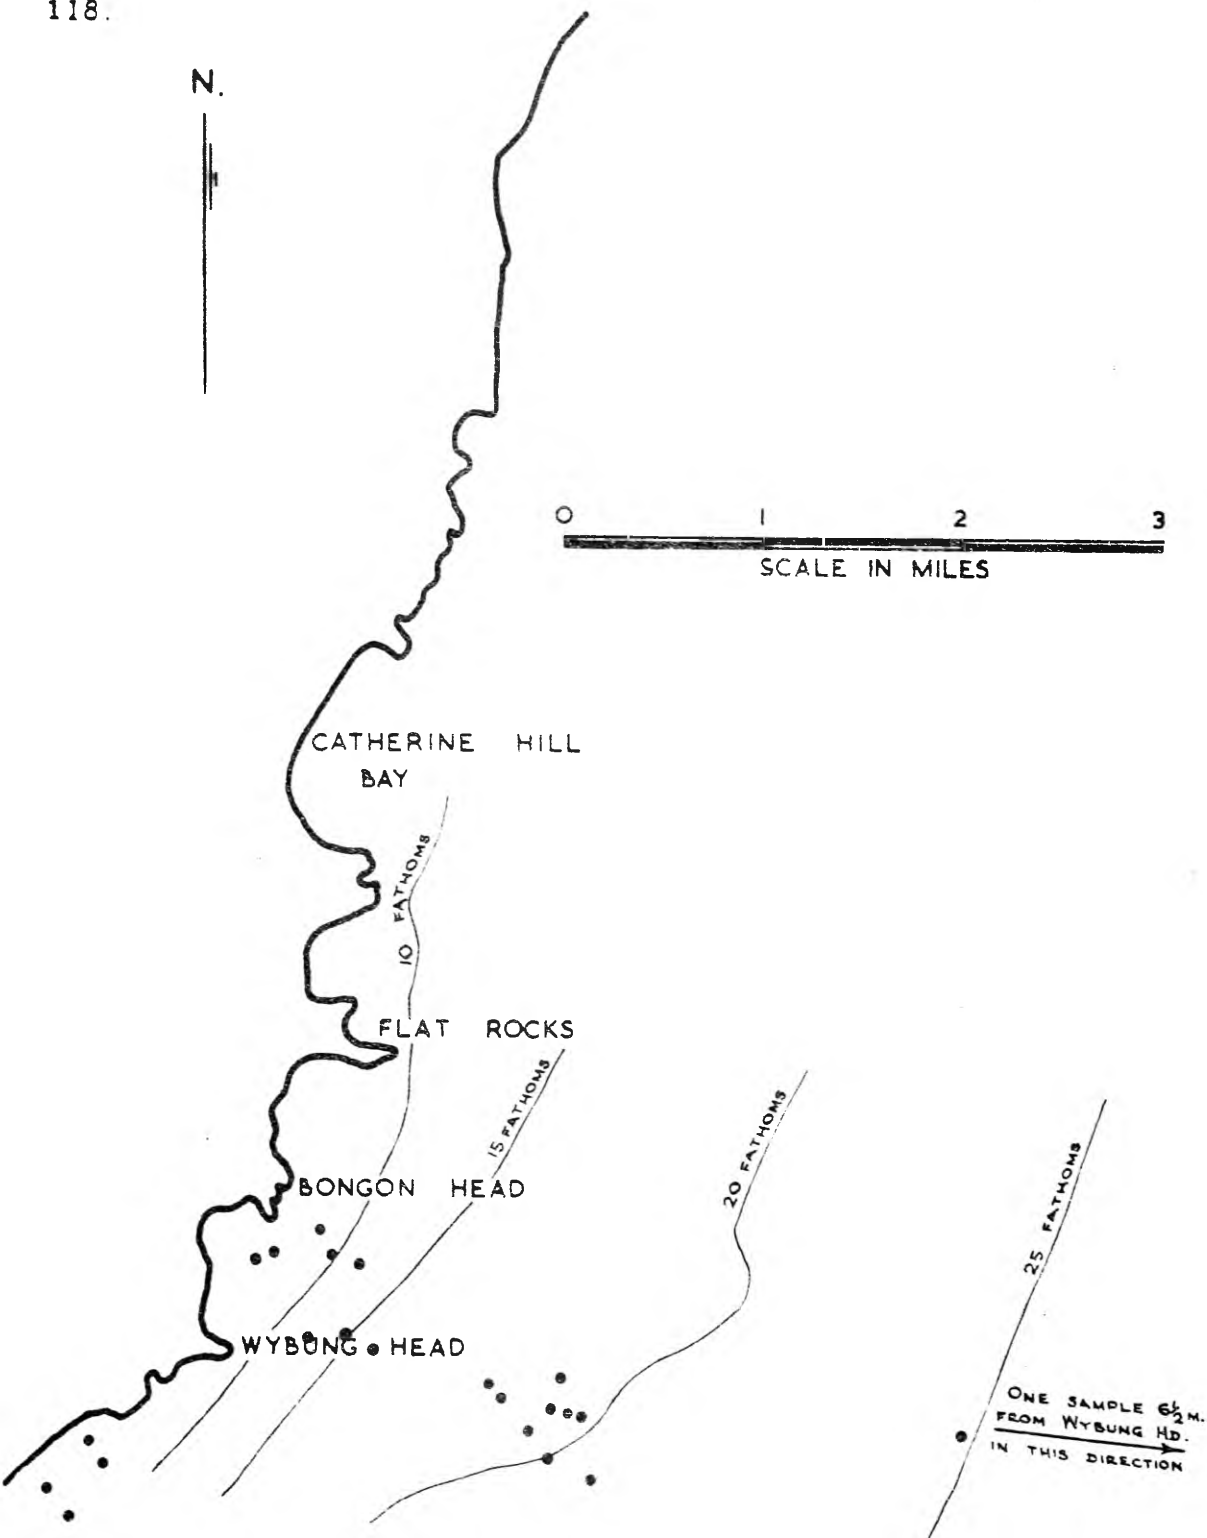 118.
N.
0 1 2 3
SCALE IN MILES
CATHERINE HILL
BAY
10 FATHOMS
FLAT ROCKS
15 FATHOMS
20 FATHOMS
25 FATHOMS
BONGON HEAD
WYBUNG HEAD
ONE SAMPLE 6½ M.
FROM WYBUNG HD.
IN THIS DIRECTION